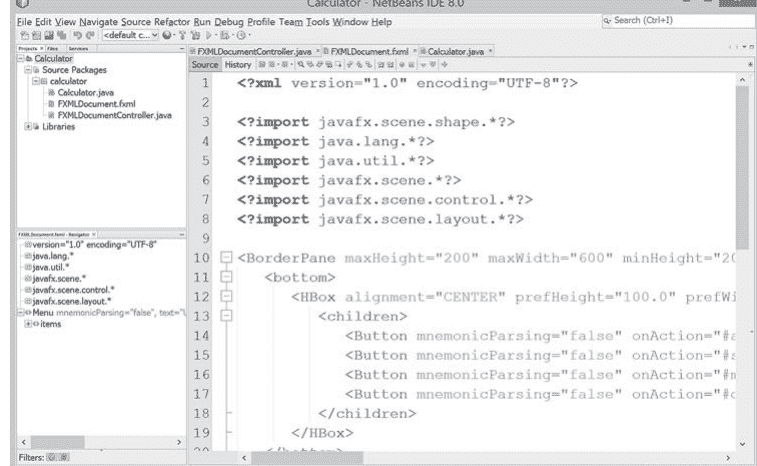 Calculator - NetBeans IDE 8.0
File Edit View Navigate Source Refactor Run Debug Profile Team Tools Window Help
Search (Ctrl+I)
<default c...
Projects × Files Services
Calculator
Source Packages
calculator
Calculator.java
FXMLDocument.fxml
FXMLDocumentController.java
Libraries
FXMLDocument.fxml - Navigator ×
version="1.0" encoding="UTF-8"
java.lang.*
java.util.*
javafx.scene.*
javafx.scene.control.*
javafx.scene.layout.*
Menu mnemonicParsing="false", text="
items
Filters:
FXMLDocumentController.java × FXMLDocument.fxml × Calculator.java ×
Source History
1 <?xml version="1.0" encoding="UTF-8"?>
2
3 <?import javafx.scene.shape.*?>
4 <?import java.lang.*?>
5 <?import java.util.*?>
6 <?import javafx.scene.*?>
7 <?import javafx.scene.control.*?>
8 <?import javafx.scene.layout.*?>
9
10 <BorderPane maxHeight="200" maxWidth="600" minHeight="20
11 <bottom>
12 <HBox alignment="CENTER" prefHeight="100.0" prefWi
13 <children>
14 <Button mnemonicParsing="false" onAction="#a
15 <Button mnemonicParsing="false" onAction="#s
16 <Button mnemonicParsing="false" onAction="#m
17 <Button mnemonicParsing="false" onAction="#d
18 </children>
19 </HBox>